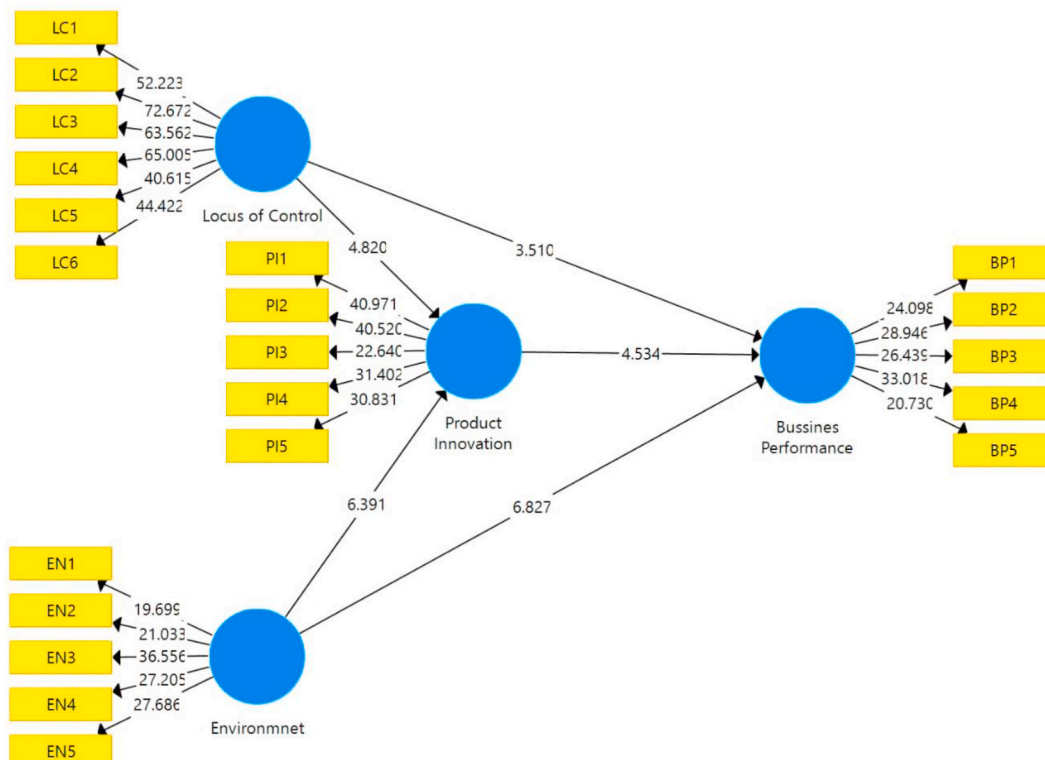 LC1
LC2
LC3
LC4
LC5
LC6
52.223
72.672
63.562
65.005
40.615
44.422
Locus of Control
4.820
3.510
PI1
PI2
PI3
PI4
PI5
40.971
40.520
22.640
31.402
30.831
Product
Innovation
4.534
BP1
BP2
BP3
BP4
BP5
24.098
28.946
26.439
33.018
20.730
Bussines
Performance
6.391
6.827
EN1
EN2
EN3
EN4
EN5
19.699
21.033
36.556
27.205
27.686
Environmnet